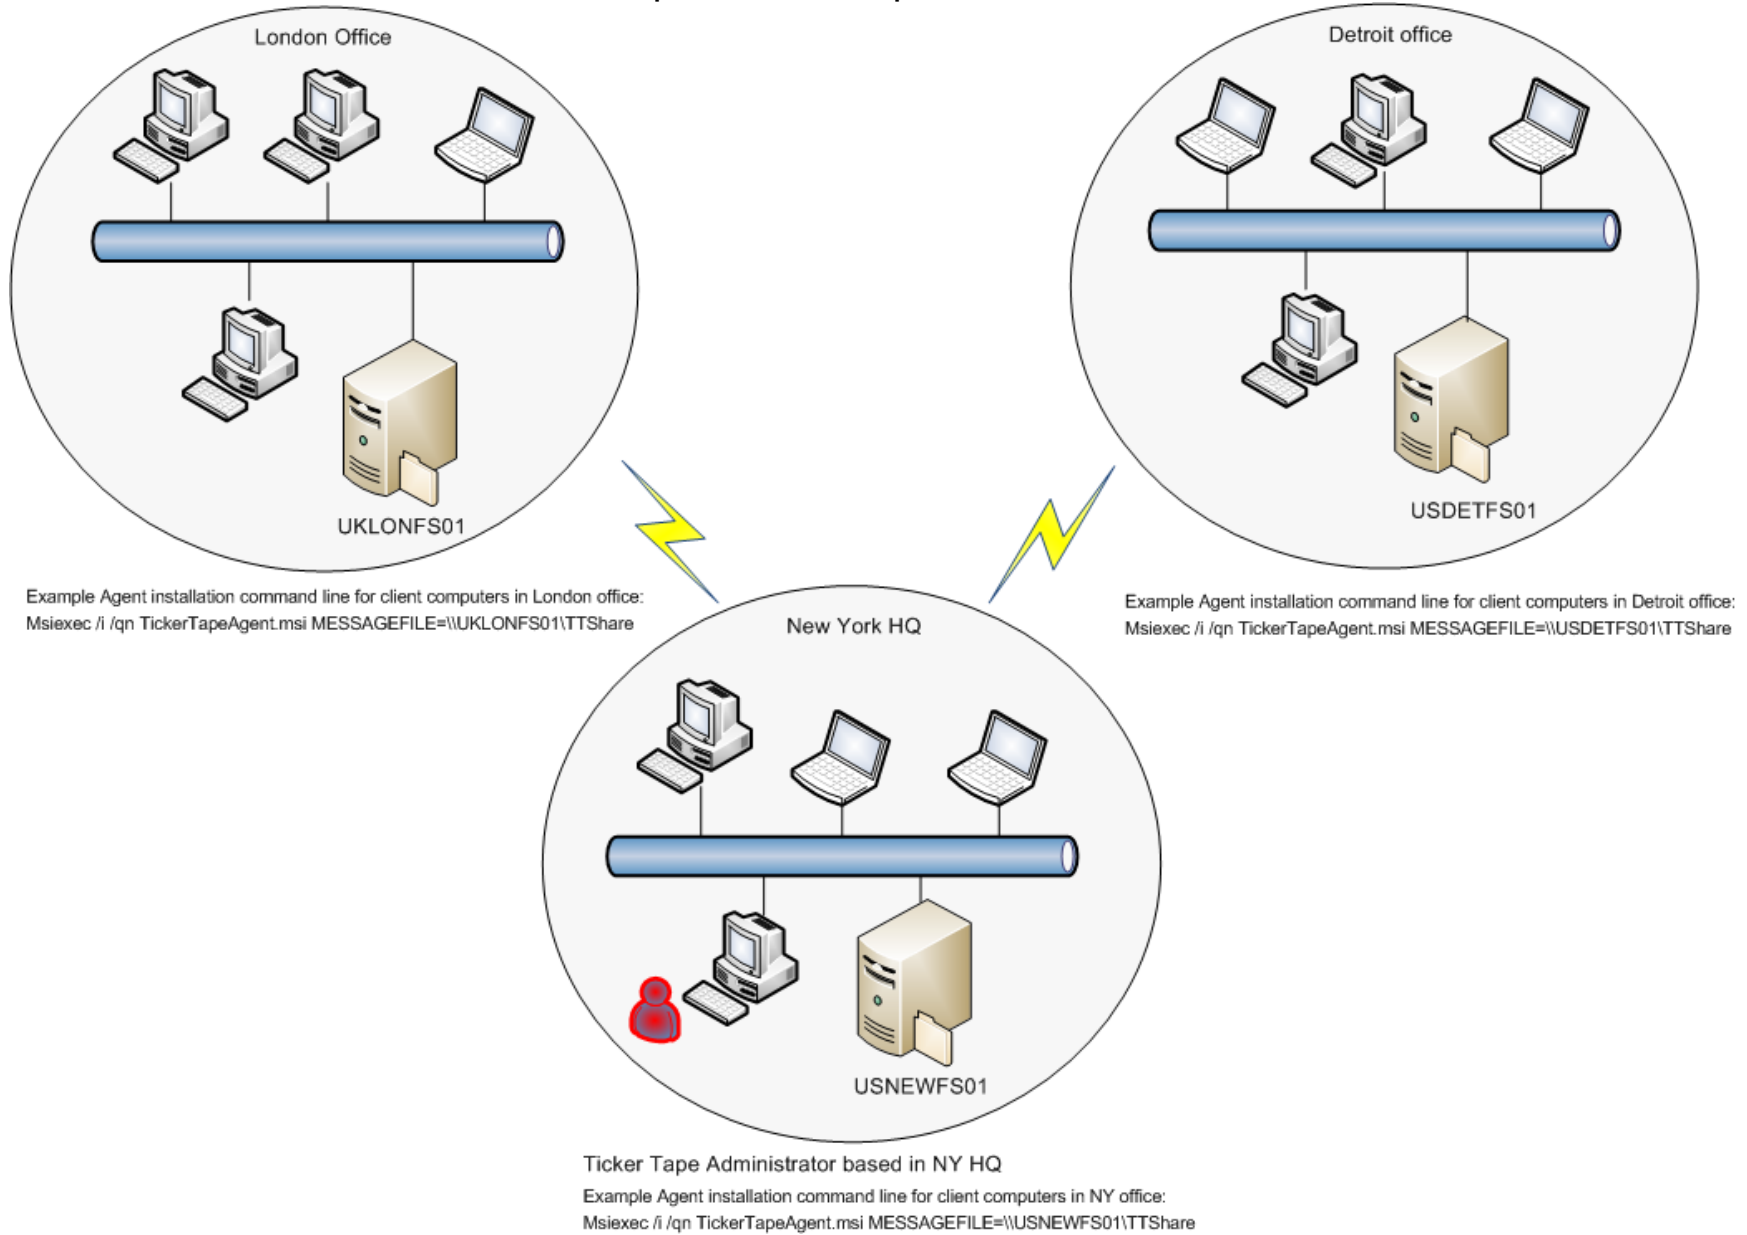 London Office
Detroit office
UKLONFS01
USDETFS01
Example Agent installation command line for client computers in London office:
Msiexec /i /qn TickerTapeAgent.msi MESSAGEFILE=\\UKLONFS01\TTShare
Example Agent installation command line for client computers in Detroit office:
Msiexec /i /qn TickerTapeAgent.msi MESSAGEFILE=\\USDETFS01\TTShare
New York HQ
USNEWFS01
Ticker Tape Administrator based in NY HQ
Example Agent installation command line for client computers in NY office:
Msiexec /i /qn TickerTapeAgent.msi MESSAGEFILE=\\USNEWFS01\TTShare